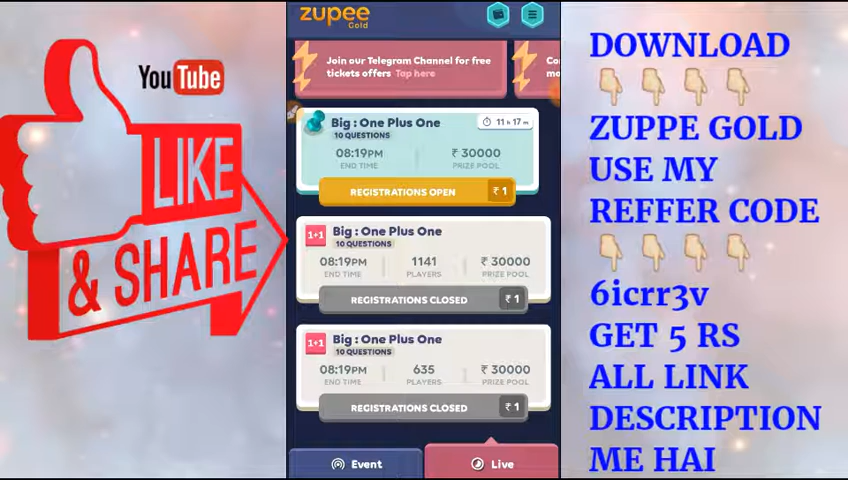 You Tube
LIKE
& SHARE
zupee
Gold
Join our Telegram Channel for free
tickets offers Tap here
Big : One Plus One
11 h 17 m
10 QUESTIONS
08:19PM
₹ 30000
END TIME
PRIZE POOL
REGISTRATIONS OPEN
₹ 1
1+1
Big : One Plus One
10 QUESTIONS
08:19PM
1141
₹ 30000
END TIME
PLAYERS
PRIZE POOL
REGISTRATIONS CLOSED
₹ 1
1+1
Big : One Plus One
10 QUESTIONS
08:19PM
635
₹ 30000
END TIME
PLAYERS
PRIZE POOL
REGISTRATIONS CLOSED
₹ 1
Event
Live
DOWNLOAD
ZUPPE GOLD
USE MY
REFFER CODE
6icrr3v
GET 5 RS
ALL LINK
DESCRIPTION
ME HAI